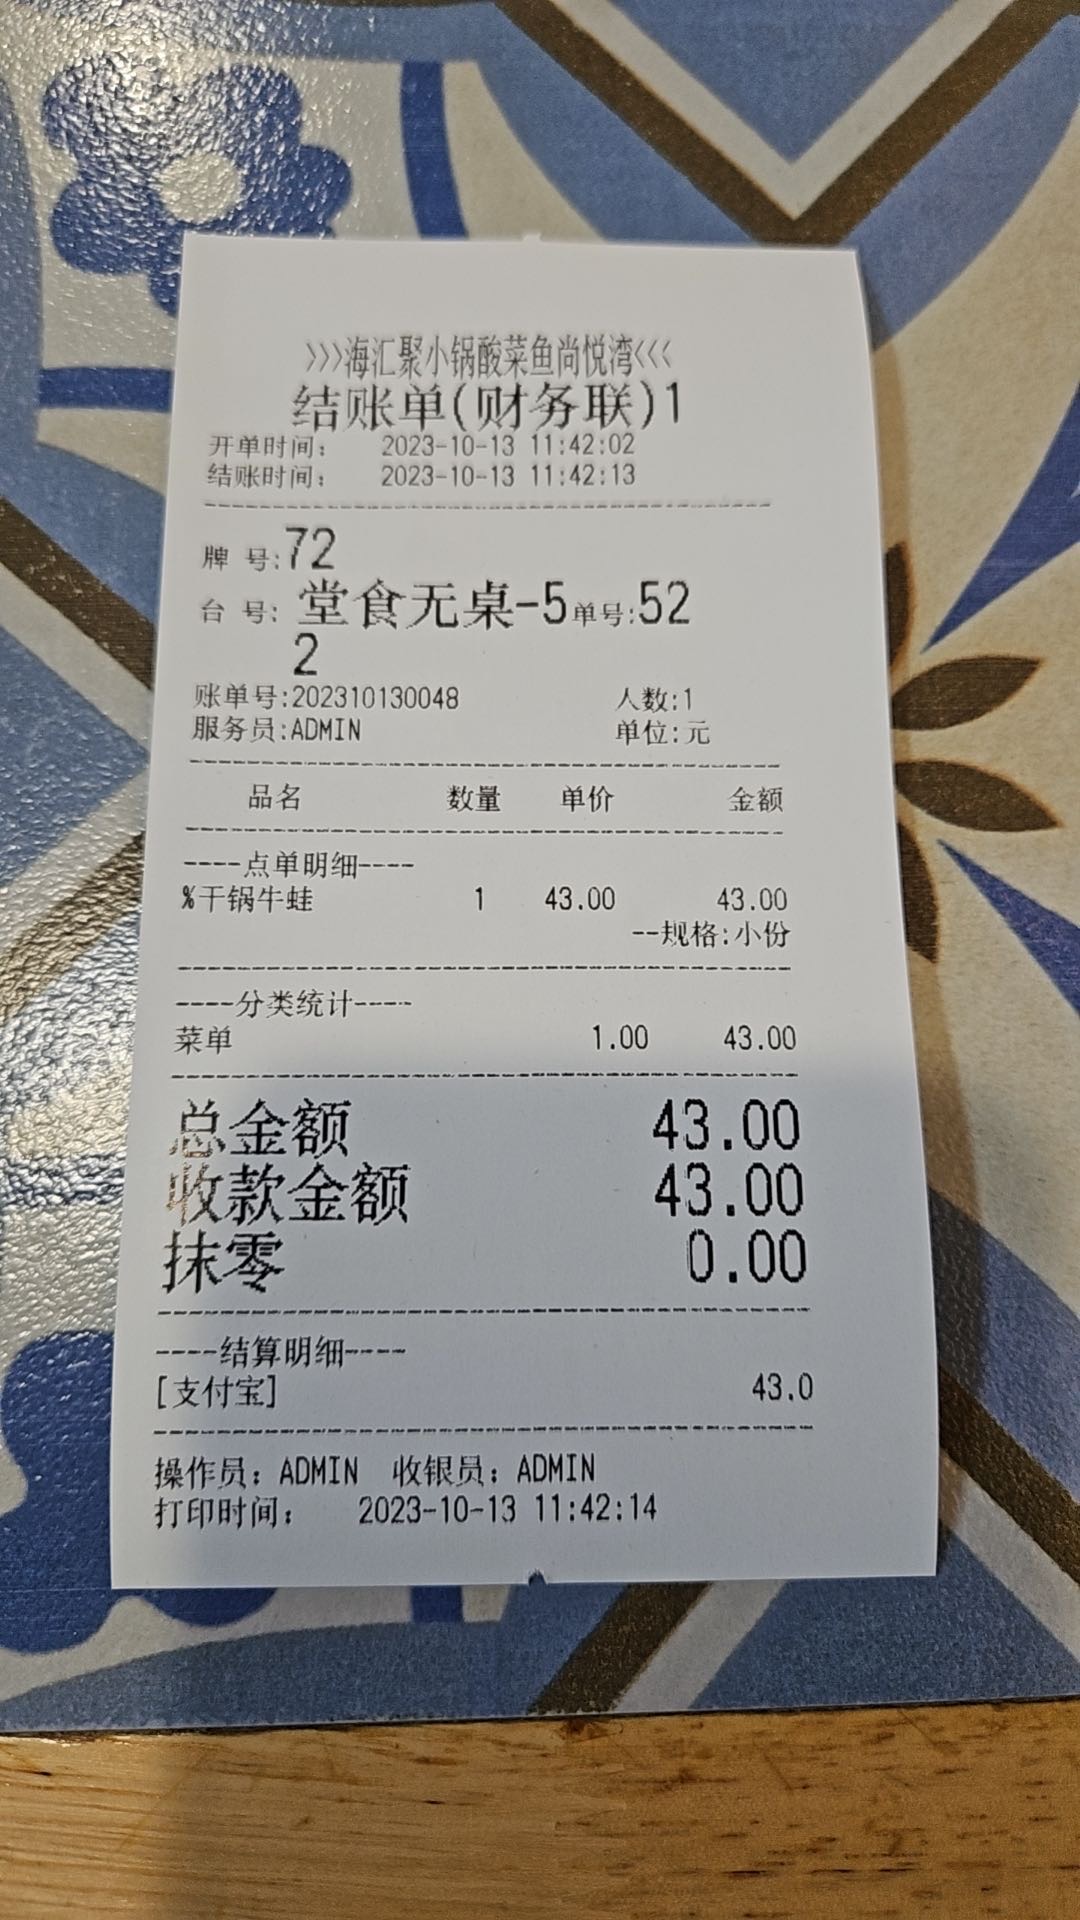 >>>海汇聚小锅酸菜鱼尚悦湾<<<
结账单(财务联)1
开单时间: 2023-10-13 11:42:02
结账时间: 2023-10-13 11:42:13
牌 号:72
台 号: 堂食无桌-5单号:52
2
账单号:202310130048 人数:1
服务员:ADMIN 单位:元
品名 数量 单价 金额
----点单明细----
%干锅牛蛙 1 43.00 43.00
--规格:小份
----分类统计----
菜单 1.00 43.00
总金额 43.00
收款金额 43.00
抹零 0.00
----结算明细----
[支付宝] 43.0
操作员: ADMIN 收银员: ADMIN
打印时间: 2023-10-13 11:42:14